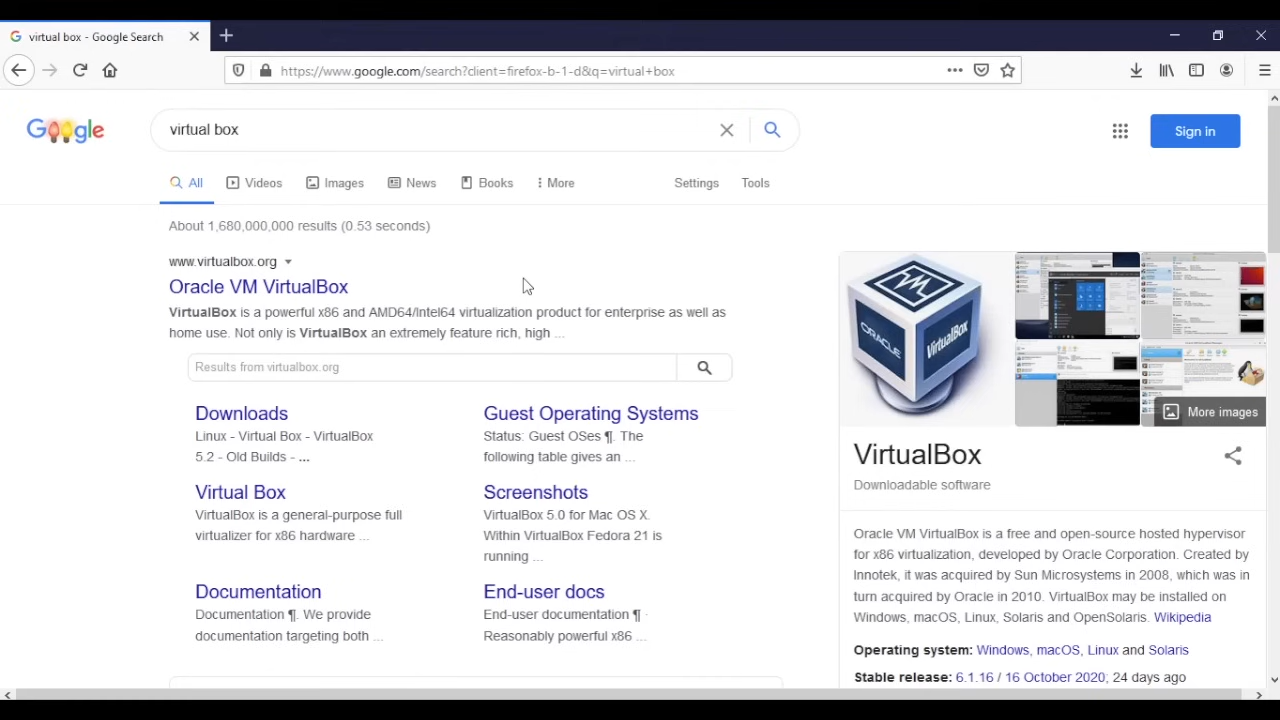 virtual box - Google Search
https://www.google.com/search?client=firefox-b-1-d&q=virtual+box
Google
virtual box
Sign in
All
Videos
Images
News
Books
More
Settings
Tools
About 1,680,000,000 results (0.53 seconds)
www.virtualbox.org
Oracle VM VirtualBox
VirtualBox is a powerful x86 and AMD64/Intel64 virtualization product for enterprise as well as
home use. Not only is VirtualBox an extremely feature rich, high ...
Results from virtualbox.org
Downloads
Linux - Virtual Box - VirtualBox
5.2 - Old Builds - ...
Guest Operating Systems
Status: Guest OSes ¶. The
following table gives an ...
Virtual Box
VirtualBox is a general-purpose full
virtualizer for x86 hardware ...
Screenshots
VirtualBox 5.0 for Mac OS X.
Within VirtualBox Fedora 21 is
running ...
Documentation
Documentation ¶. We provide
documentation targeting both ...
End-user docs
End-user documentation ¶ ·
Reasonably powerful x86 ...
ORACLE
VirtualBox
More images
VirtualBox
Downloadable software
Oracle VM VirtualBox is a free and open-source hosted hypervisor
for x86 virtualization, developed by Oracle Corporation. Created by
Innotek, it was acquired by Sun Microsystems in 2008, which was in
turn acquired by Oracle in 2010. VirtualBox may be installed on
Windows, macOS, Linux, Solaris and OpenSolaris. Wikipedia
Operating system: Windows, macOS, Linux and Solaris
Stable release: 6.1.16 / 16 October 2020; 24 days ago